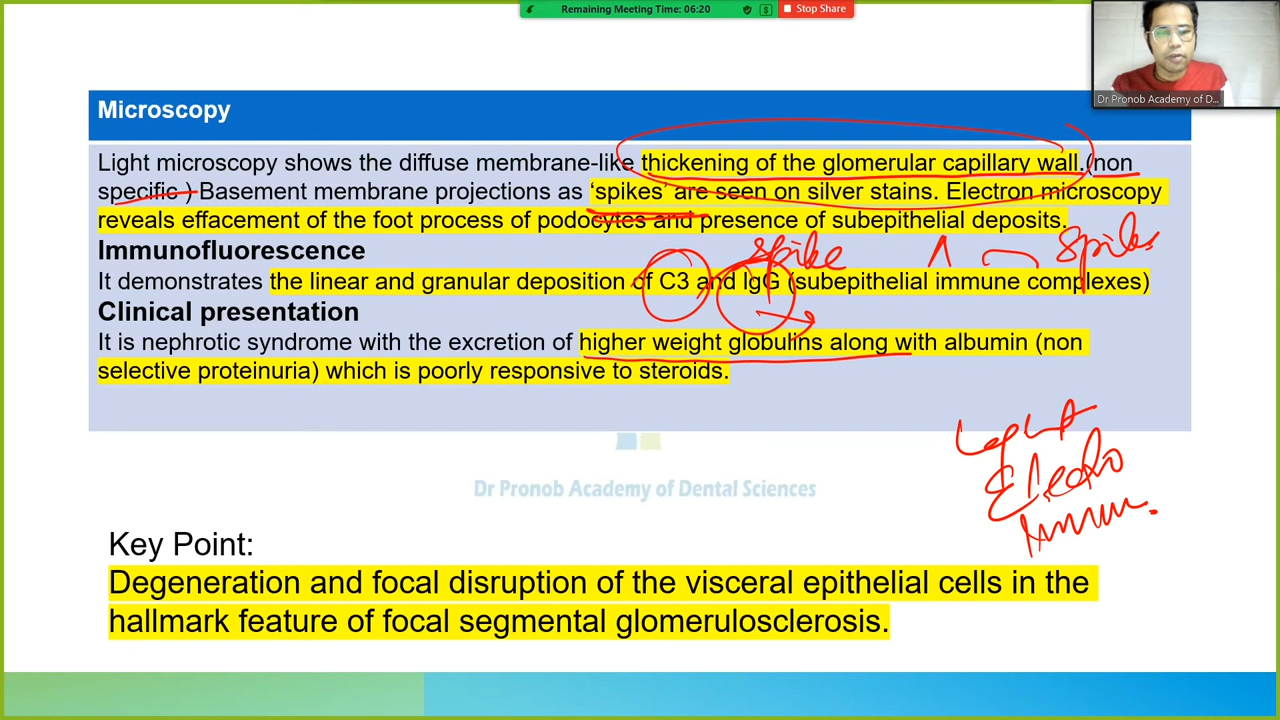 Remaining Meeting Time: 06:20 $ Stop Share
Dr Pronob Academy of D...
Microscopy
Light microscopy shows the diffuse membrane-like thickening of the glomerular capillary wall.(non
specific ) Basement membrane projections as ‘spikes’ are seen on silver stains. Electron microscopy
reveals effacement of the foot process of podocytes and presence of subepithelial deposits.
Immunofluorescence
spike spike
It demonstrates the linear and granular deposition of C3 and IgG (subepithelial immune complexes)
Clinical presentation
It is nephrotic syndrome with the excretion of higher weight globulins along with albumin (non
selective proteinuria) which is poorly responsive to steroids.
Dr Pronob Academy of Dental Sciences
Key Point:
Degeneration and focal disruption of the visceral epithelial cells in the
hallmark feature of focal segmental glomerulosclerosis.